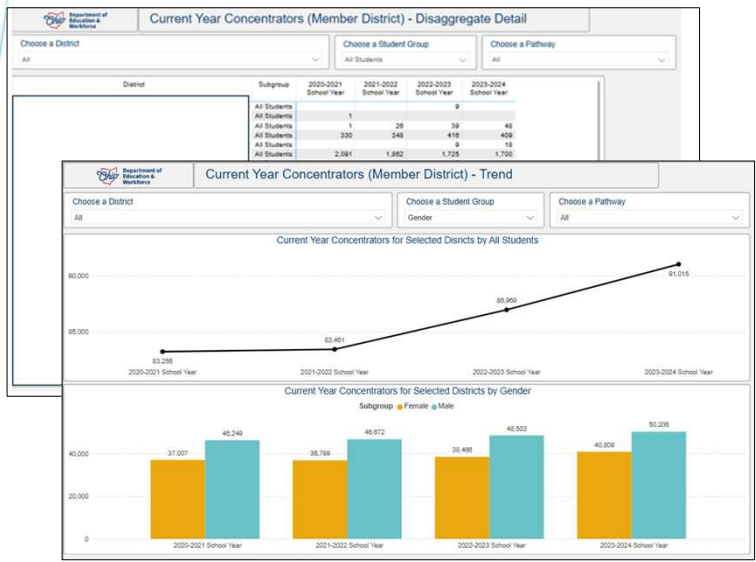 Department of
Education &
Workforce
Ohio
Current Year Concentrators (Member District) - Disaggregate Detail
Choose a District
All
Choose a Student Group
All Students
Choose a Pathway
All
District Subgroup 2020-2021 School Year 2021-2022 School Year 2022-2023 School Year 2023-2024 School Year
All Students 9
All Students 1
All Students 1 26 39 48
All Students 330 348 416 409
All Students 9 18
All Students 2,091 1,862 1,725 1,700
Department of
Education &
Workforce
Ohio
Current Year Concentrators (Member District) - Trend
Choose a District
All
Choose a Student Group
Gender
Choose a Pathway
All
Current Year Concentrators for Selected Disricts by All Students
90,000
91,015
86,969
85,000
83,461
83,256
2020-2021 School Year 2021-2022 School Year 2022-2023 School Year 2023-2024 School Year
Current Year Concentrators for Selected Districts by Gender
Subgroup Female Male
37,007 46,249 36,789 46,672 38,466 48,503 40,809 50,206
40,000
20,000
0
2020-2021 School Year 2021-2022 School Year 2022-2023 School Year 2023-2024 School Year